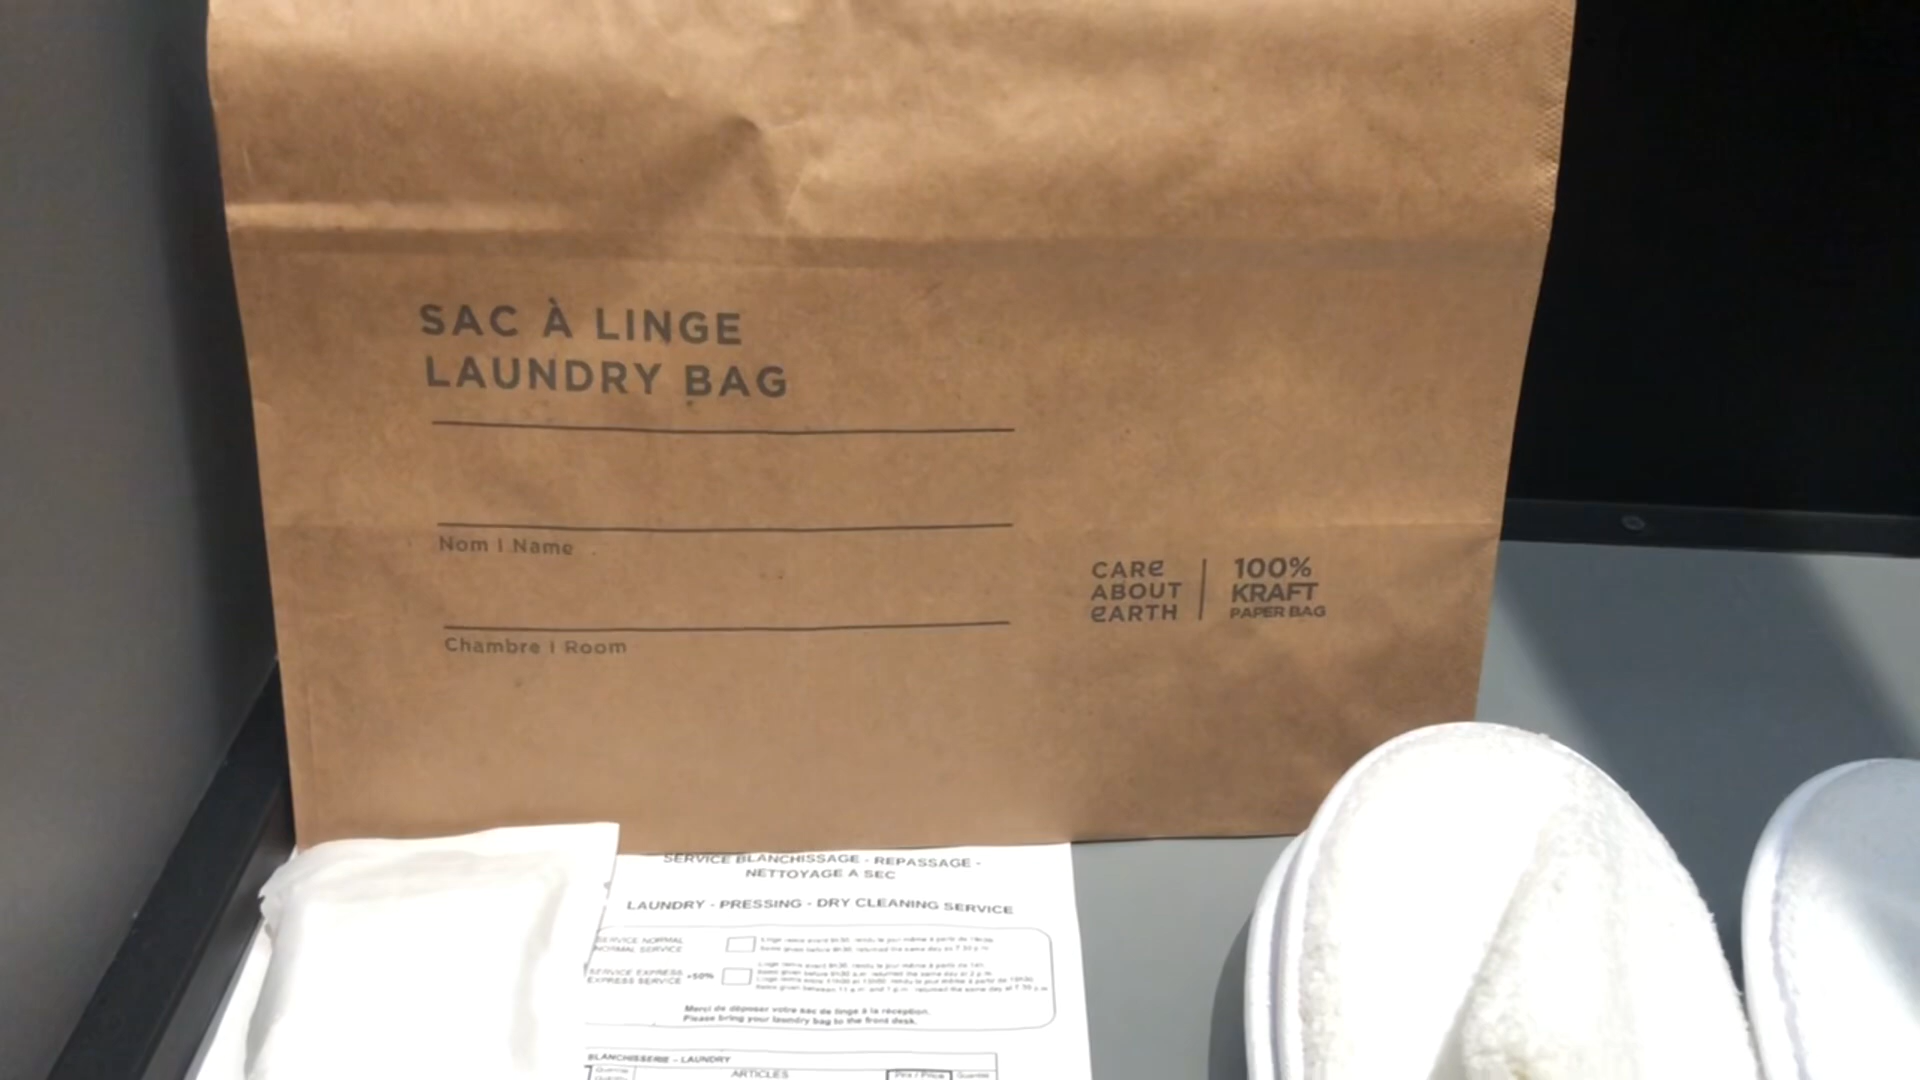 SAC À LINGE
LAUNDRY BAG
Nom | Name
Chambre | Room
CARe
ABOUT
eARTH
100%
KRAFT
PAPER BAG
SERVICE BLANCHISSAGE - REPASSAGE -
NETTOYAGE A SEC
LAUNDRY - PRESSING - DRY CLEANING SERVICE
SERVICE NORMAL
NORMAL SERVICE
SERVICE EXPRESS
EXPRESS SERVICE
+50%
Merci de déposer votre sac de linge à la réception.
Please bring your laundry bag to the front desk.
BLANCHISSERIE - LAUNDRY
ARTICLES
Prix / Price